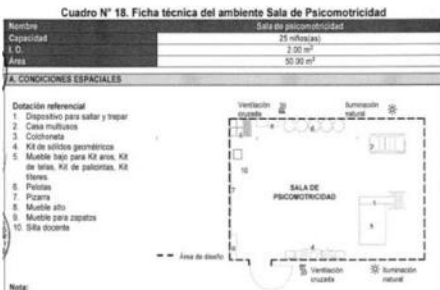 Cuadro N° 18. Ficha técnica del ambiente Sala de Psicomotricidad
Nombre Sala de psicomotricidad
Capacidad 25 niños(as)
I. O. 2.00 m²
Área 50.00 m²
A. CONDICIONES ESPACIALES
Dotación referencial
1. Dispositivo para saltar y trepar
2. Casa multiusos
3. Colchoneta
4. Kit de sólidos geométricos
5. Mueble bajo para Kit aros, Kit
de telas, Kit de palicintas, Kit
títeres
6. Pelotas
7. Pizarra
8. Mueble alto
9. Mueble para zapatos
10. Silla docente
Ventilación
cruzada
Iluminación
natural
10
7
SALA DE
PSICOMOTRICIDAD
Área de diseño
Ventilación
cruzada
Iluminación
natural
Nota: